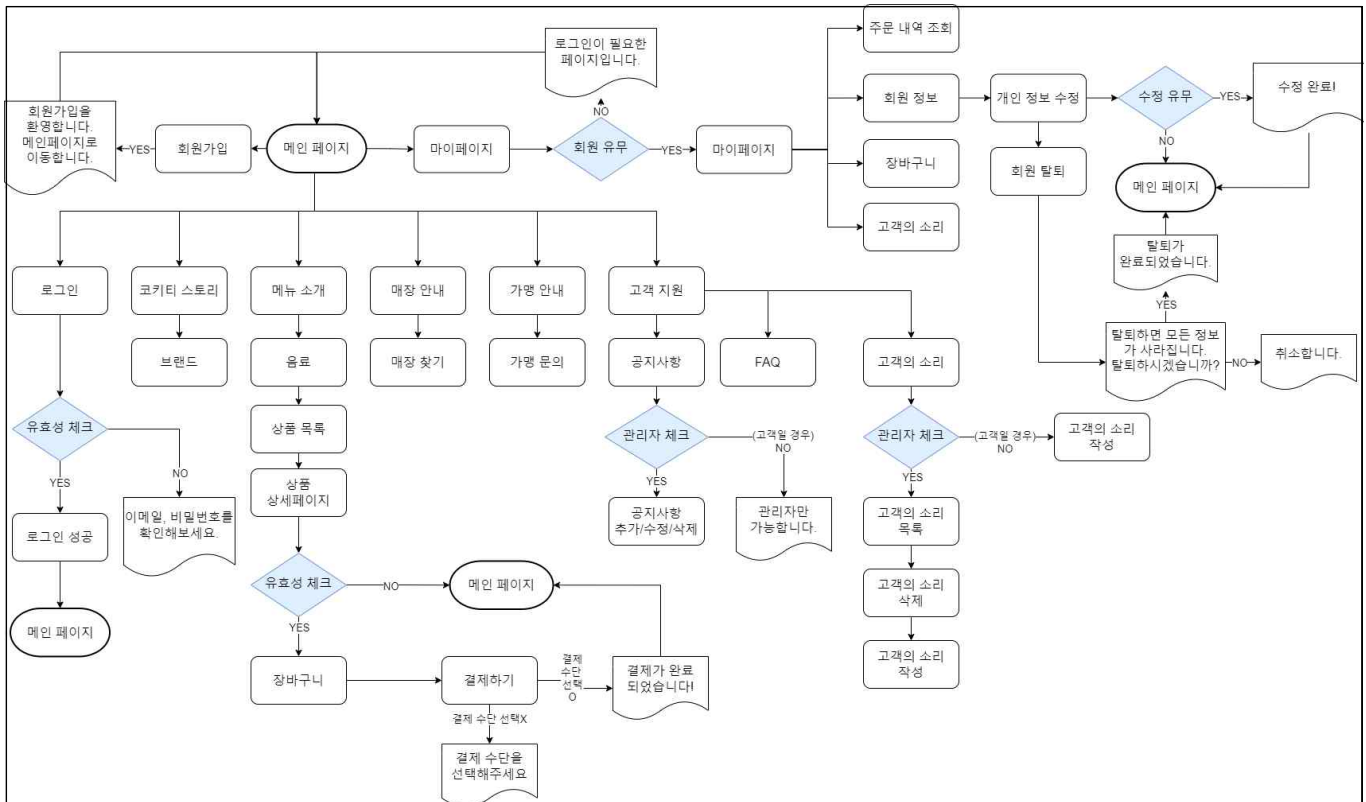 주문 내역 조회
로그인이 필요한
페이지입니다.
회원가입을
환영합니다.
메인페이지로
이동합니다.
YES
회원가입
메인 페이지
마이페이지
NO
회원 유무
YES
마이페이지
회원 정보
개인 정보 수정
수정 유무
YES
수정 완료!
NO
장바구니
회원 탈퇴
메인 페이지
고객의 소리
탈퇴가
완료되었습니다.
YES
탈퇴하면 모든 정보
가 사라집니다.
탈퇴하시겠습니까?
NO
취소합니다.
로그인
코키티 스토리
메뉴 소개
매장 안내
가맹 안내
고객 지원
브랜드
음료
매장 찾기
가맹 문의
공지사항
FAQ
고객의 소리
유효성 체크
상품 목록
관리자 체크
(고객일 경우)
NO
관리자 체크
(고객일 경우)
NO
고객의 소리
작성
YES
NO
상품
상세페이지
YES
YES
로그인 성공
이메일, 비밀번호를
확인해보세요.
공지사항
추가/수정/삭제
관리자만
가능합니다.
고객의 소리
목록
유효성 체크
NO
메인 페이지
고객의 소리
삭제
메인 페이지
YES
고객의 소리
작성
장바구니
결제하기
결제
수단
선택
O
결제가 완료
되었습니다!
결제 수단 선택X
결제 수단을
선택해주세요